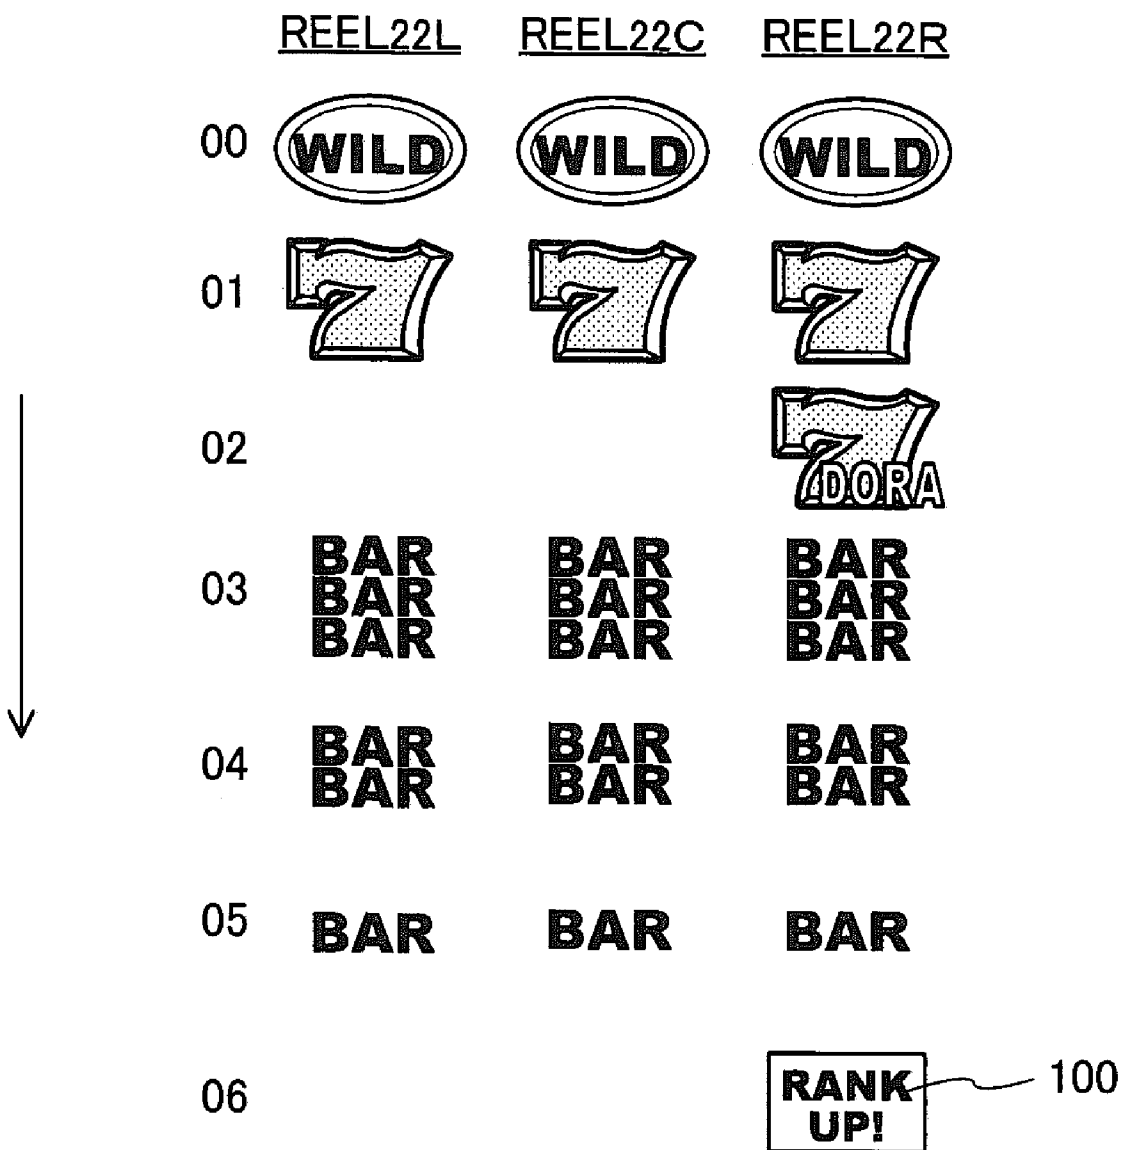 REEL22L REEL22C REEL22R
00 WILD WILD WILD
01 7 7 7
02 7 DORA
03 BAR BAR BAR
BAR BAR BAR
BAR BAR BAR
04 BAR BAR BAR
BAR BAR BAR
05 BAR BAR BAR
06 RANK UP! 100